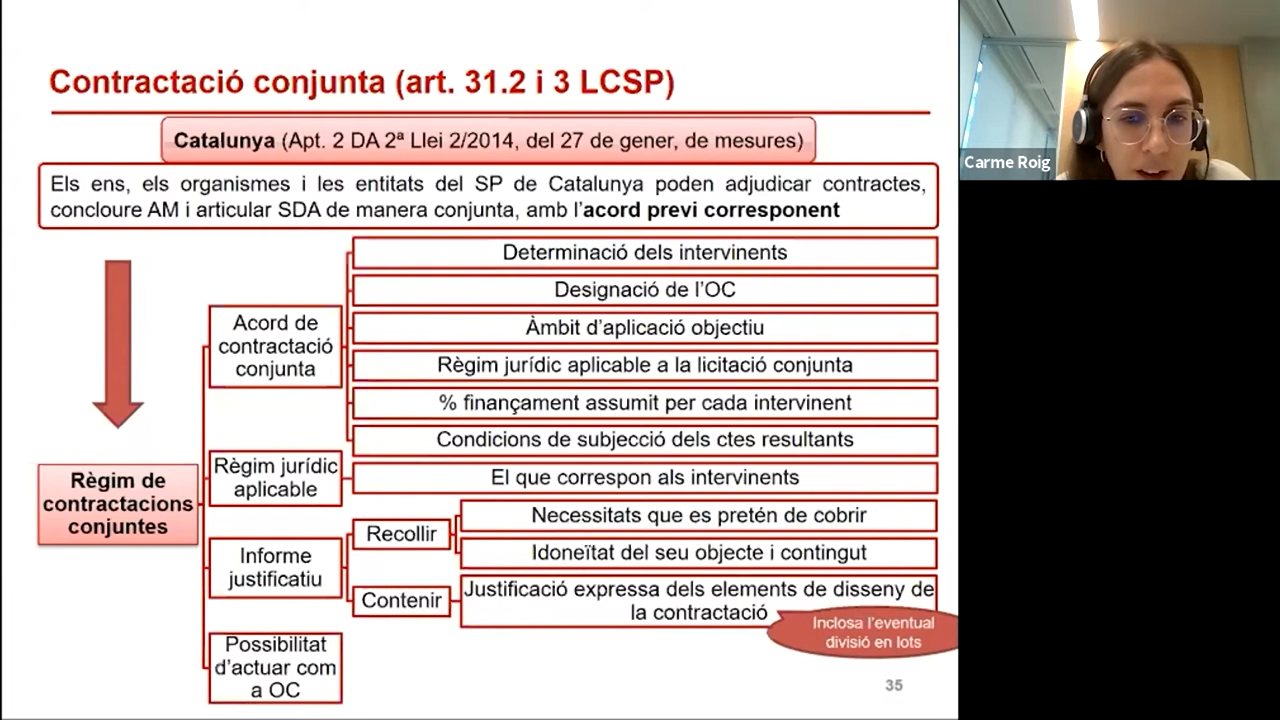 Contractació conjunta (art. 31.2 i 3 LCSP)
Catalunya (Apt. 2 DA 2ª Llei 2/2014, del 27 de gener, de mesures)
Els ens, els organismes i les entitats del SP de Catalunya poden adjudicar contractes,
concloure AM i articular SDA de manera conjunta, amb l'acord previ corresponent
Règim de
contractacions
conjuntes
Acord de
contractació
conjunta
Determinació dels intervinents
Designació de l'OC
Àmbit d'aplicació objectiu
Règim jurídic aplicable a la licitació conjunta
% finançament assumit per cada intervinent
Condicions de subjecció dels ctes resultants
Règim jurídic
aplicable
El que correspon als intervinents
Informe
justificatiu
Recollir
Necessitats que es pretén de cobrir
Idoneïtat del seu objecte i contingut
Contenir
Justificació expressa dels elements de disseny de
la contractació
Inclosa l'eventual
divisió en lots
Possibilitat
d'actuar com
a OC
35
Carme Roig